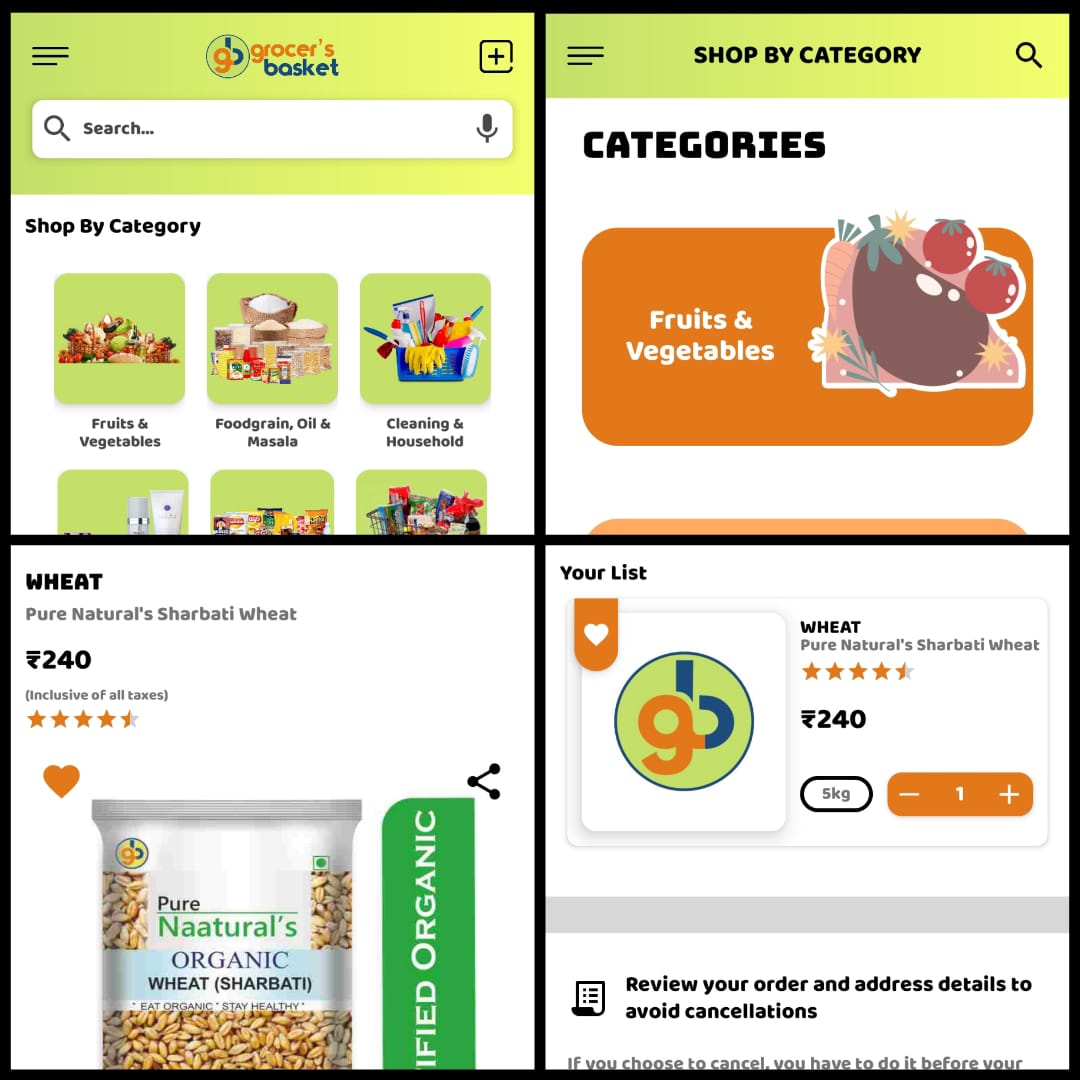 gb grocer's
basket
Search...
Shop By Category
Fruits &
Vegetables
Foodgrain, Oil &
Masala
Cleaning &
Household
SHOP BY CATEGORY
CATEGORIES
Fruits &
Vegetables
WHEAT
Pure Natural's Sharbati Wheat
₹240
(Inclusive of all taxes)
gb
Pure
Naatural's
ORGANIC
WHEAT (SHARBATI)
* EAT ORGANIC * STAY HEALTHY *
IFIED ORGANIC
Your List
gb
WHEAT
Pure Natural's Sharbati Wheat
₹240
5kg
1
Review your order and address details to
avoid cancellations
If you choose to cancel, you have to do it before your